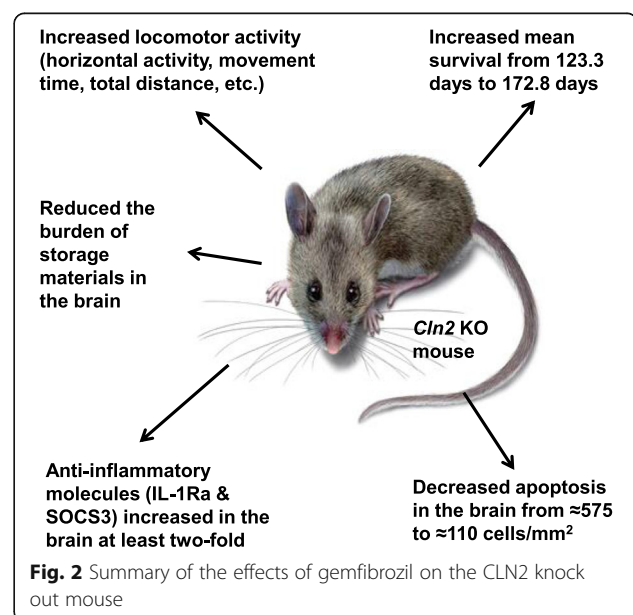 Increased locomotor activity
(horizontal activity, movement
time, total distance, etc.)
Increased mean
survival from 123.3
days to 172.8 days
Reduced the
burden of
storage
materials in
the brain
Cln2 KO
mouse
Anti-inflammatory
molecules (IL-1Ra &
SOCS3) increased in the
brain at least two-fold
Decreased apoptosis
in the brain from ≈575
to ≈110 cells/mm²
Fig. 2 Summary of the effects of gemfibrozil on the CLN2 knock
out mouse